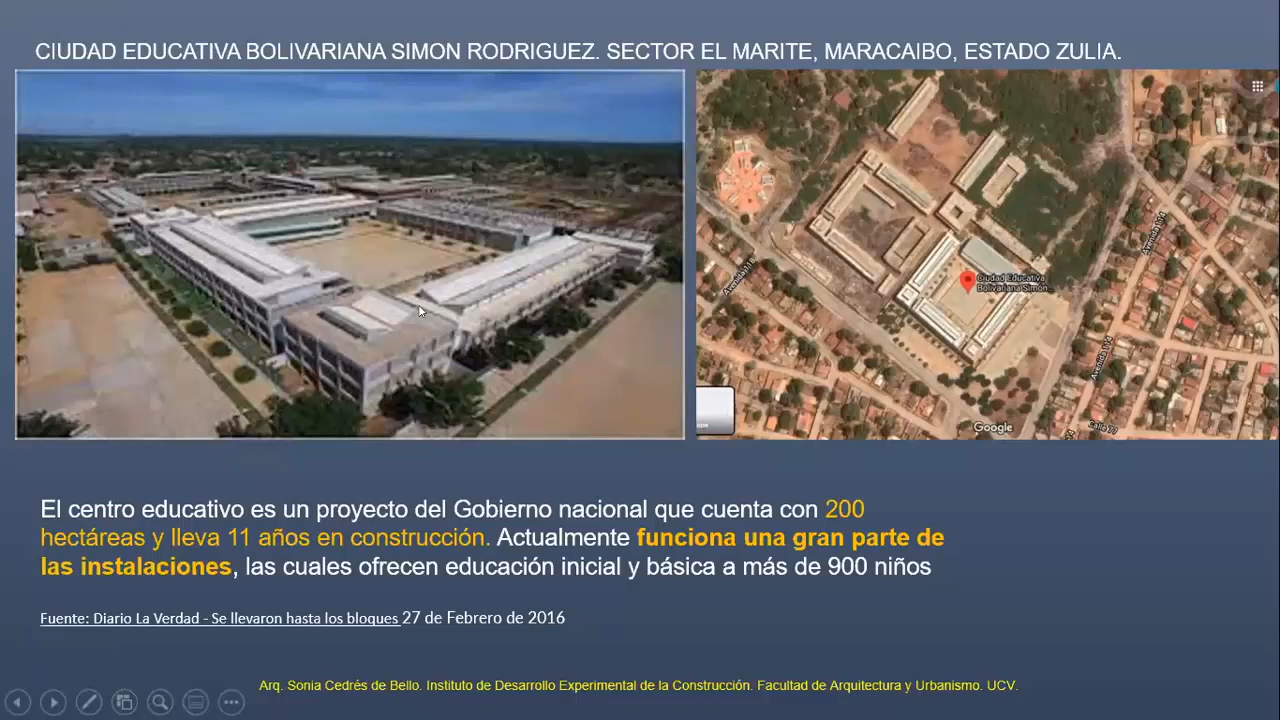 CIUDAD EDUCATIVA BOLIVARIANA SIMON RODRIGUEZ. SECTOR EL MARITE, MARACAIBO, ESTADO ZULIA.
Ciudad Educativa
Bolivariana Simón...
Google
El centro educativo es un proyecto del Gobierno nacional que cuenta con 200
hectáreas y lleva 11 años en construcción. Actualmente funciona una gran parte de
las instalaciones, las cuales ofrecen educación inicial y básica a más de 900 niños
Fuente: Diario La Verdad - Se llevaron hasta los bloques 27 de Febrero de 2016
Arq. Sonia Cedrés de Bello. Instituto de Desarrollo Experimental de la Construcción. Facultad de Arquitectura y Urbanismo. UCV.